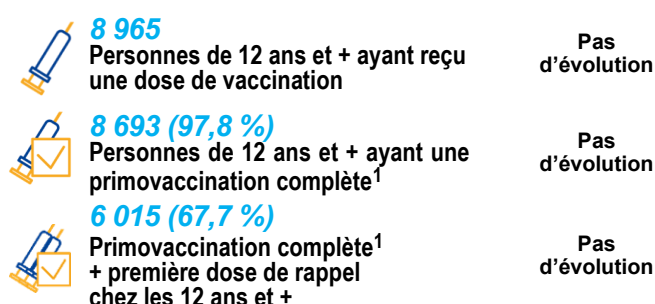 8 965
Personnes de 12 ans et + ayant reçu
une dose de vaccination
Pas
d'évolution
8 693 (97,8 %)
Personnes de 12 ans et + ayant une
primovaccination complète1
Pas
d'évolution
6 015 (67,7 %)
Primovaccination complète1
+ première dose de rappel
chez les 12 ans et +
Pas
d'évolution